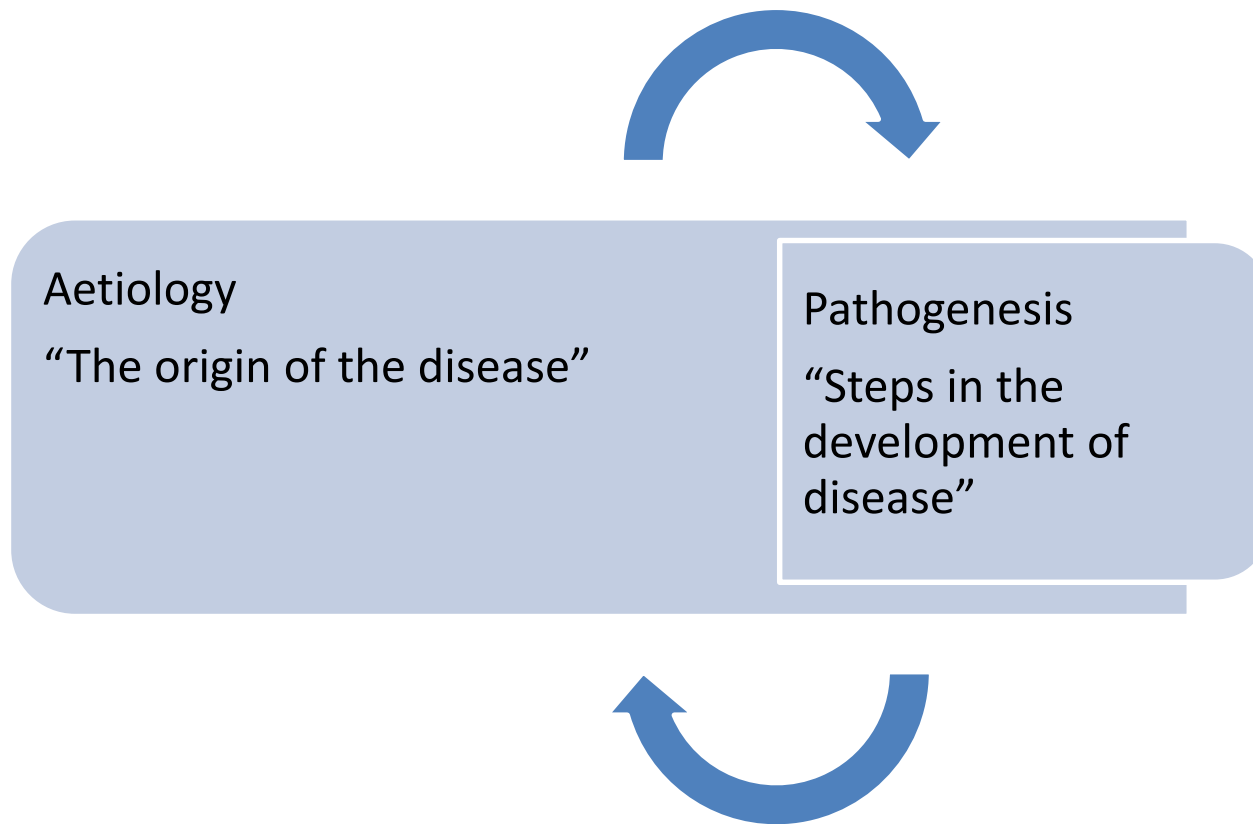 Aetiology
“The origin of the disease”
Pathogenesis
“Steps in the
development of
disease”